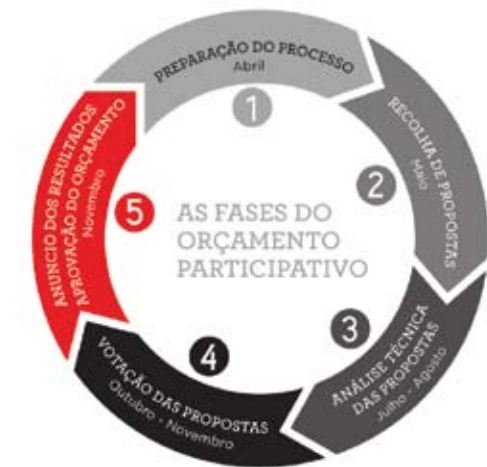 PREPARAÇÃO DO PROCESSO
Abril
1
RECOLHA DE PROPOSTAS
Maio
2
ANÁLISE TÉCNICA
DAS PROPOSTAS
Julho - Agosto
3
VOTAÇÃO DAS PROPOSTAS
Outubro - Novembro
4
ANUNCIO DOS RESULTADOS
APROVAÇÃO DO ORÇAMENTO
Novembro
5
AS FASES DO
ORÇAMENTO
PARTICIPATIVO